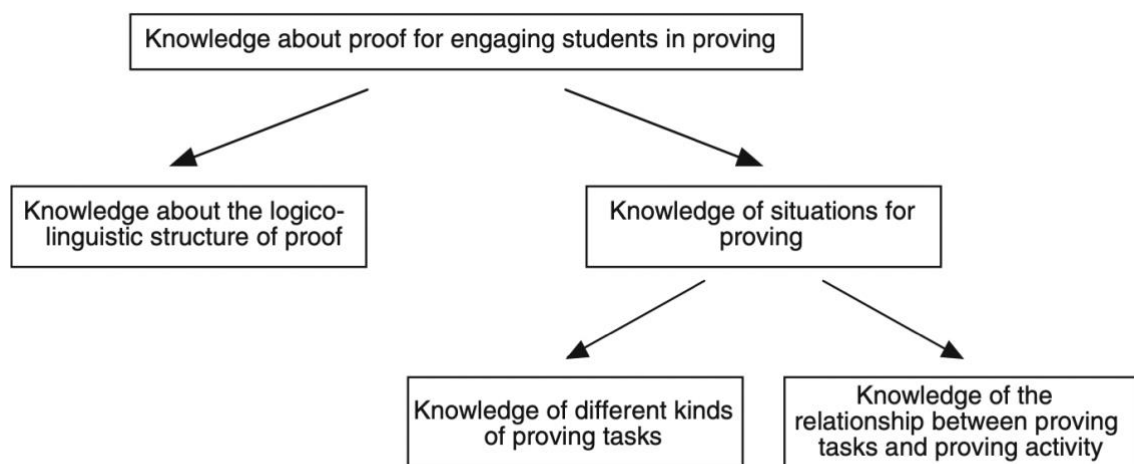 Knowledge about proof for engaging students in proving
Knowledge about the logico-
linguistic structure of proof
Knowledge of situations for
proving
Knowledge of different kinds
of proving tasks
Knowledge of the
relationship between proving
tasks and proving activity